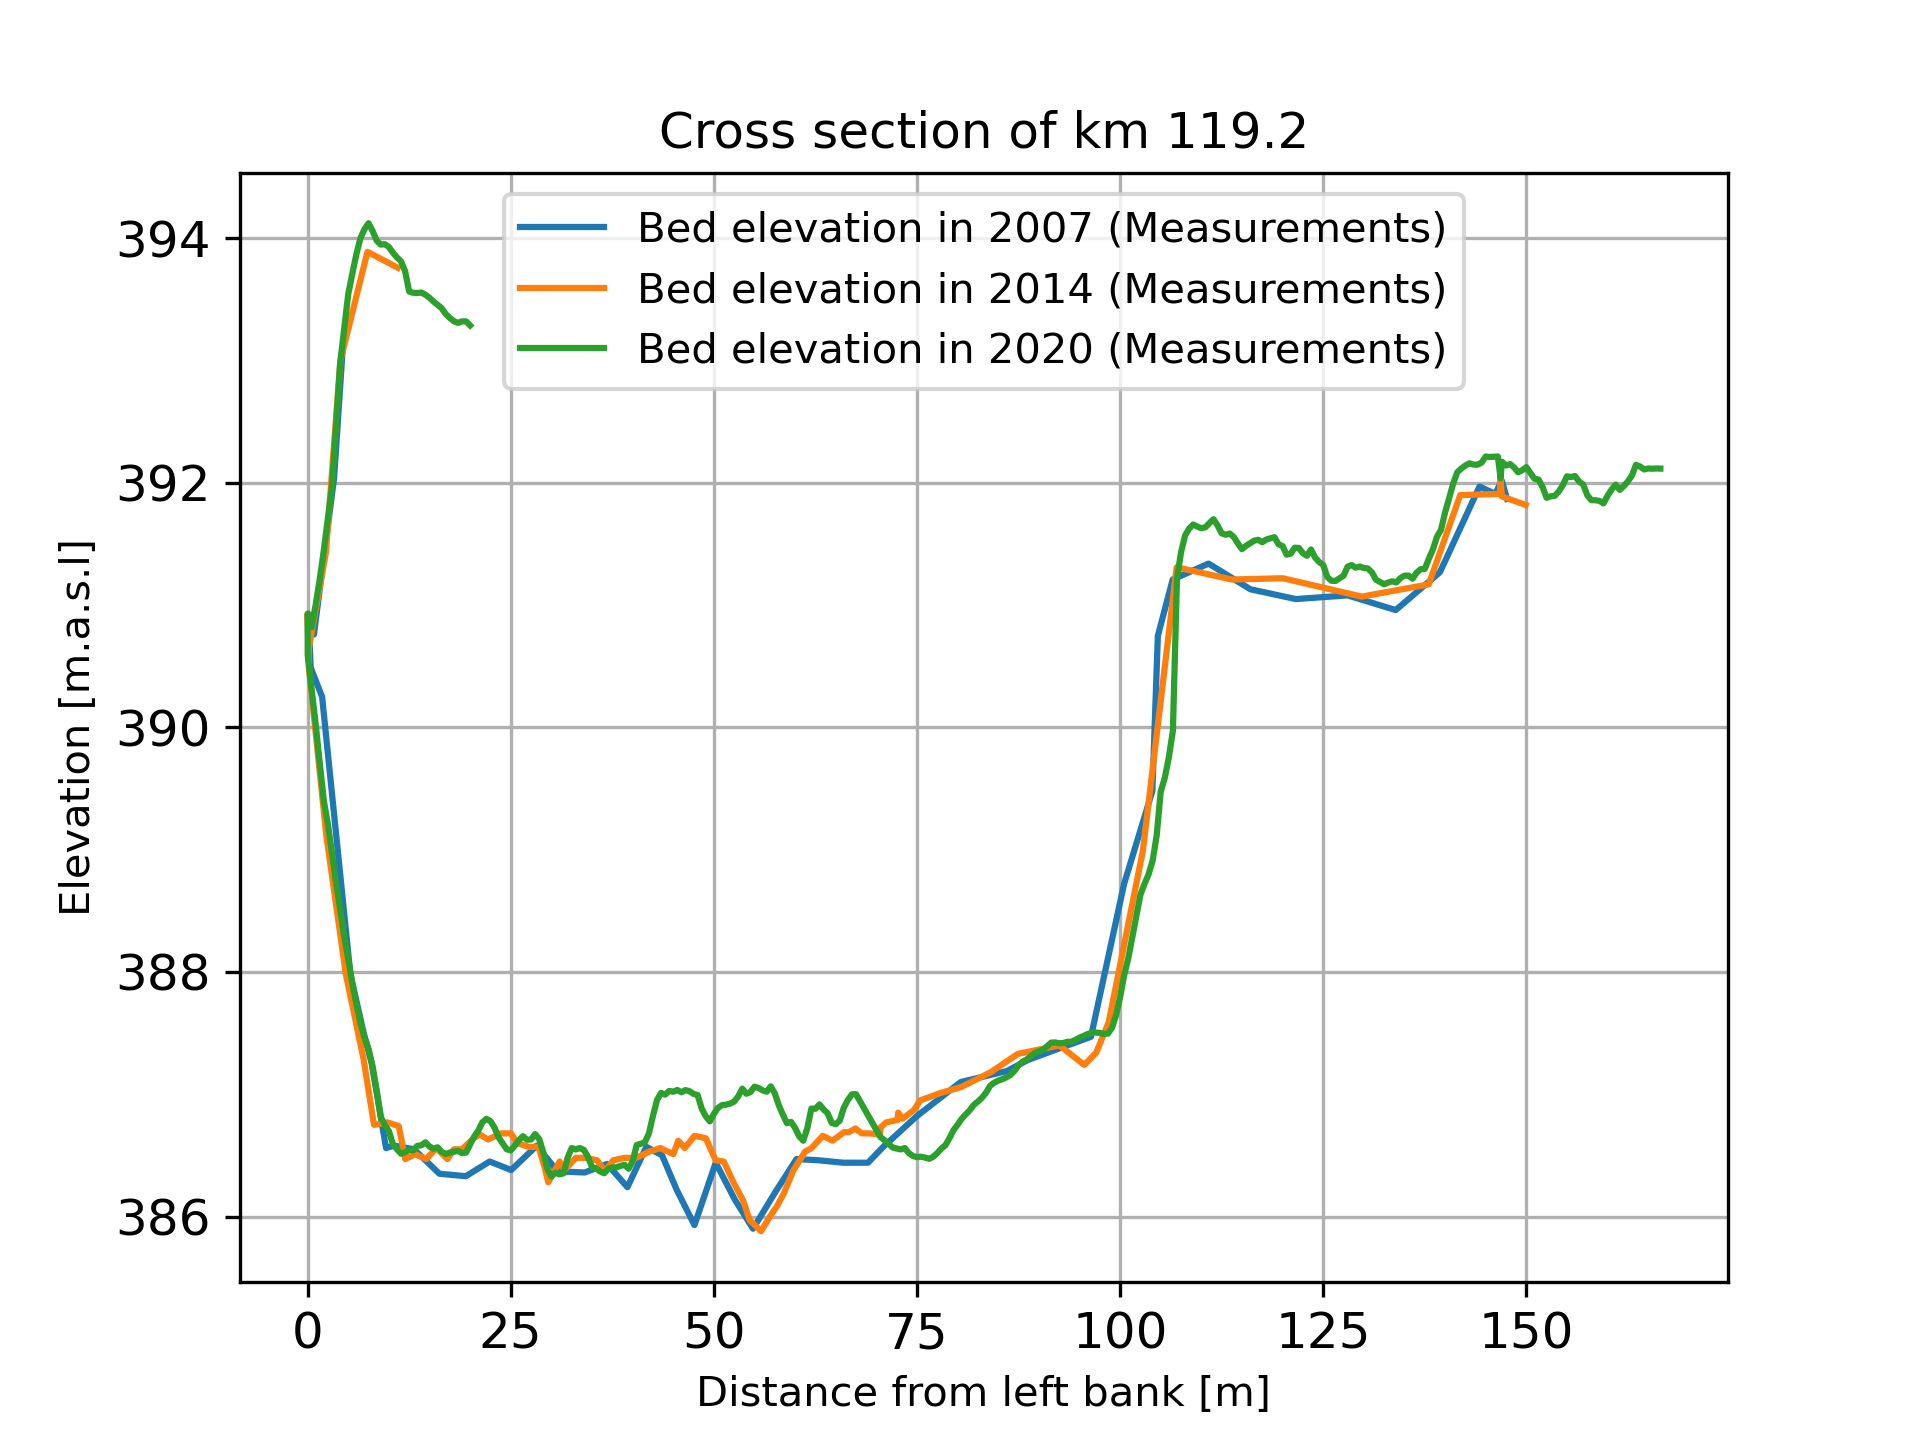 Cross section of km 119.2
Bed elevation in 2007 (Measurements)
Bed elevation in 2014 (Measurements)
Bed elevation in 2020 (Measurements)
Elevation [m.a.s.l]
394
392
390
388
386
0 25 50 75 100 125 150
Distance from left bank [m]